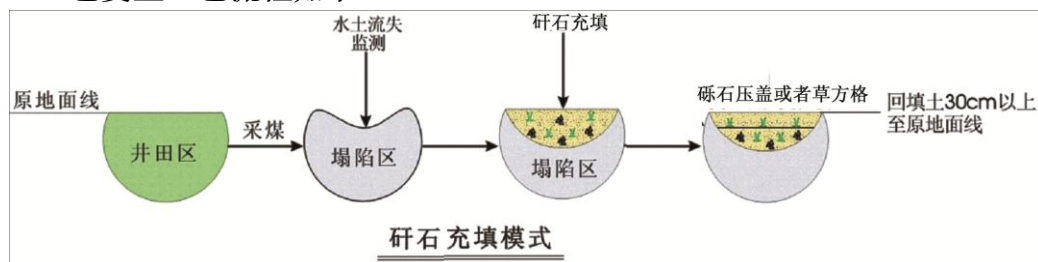 水土流失
监测
矸石充填
原地面线
采煤
井田区
塌陷区
塌陷区
砾石压盖或者草方格
回填土30cm以上
至原地面线
矸石充填模式